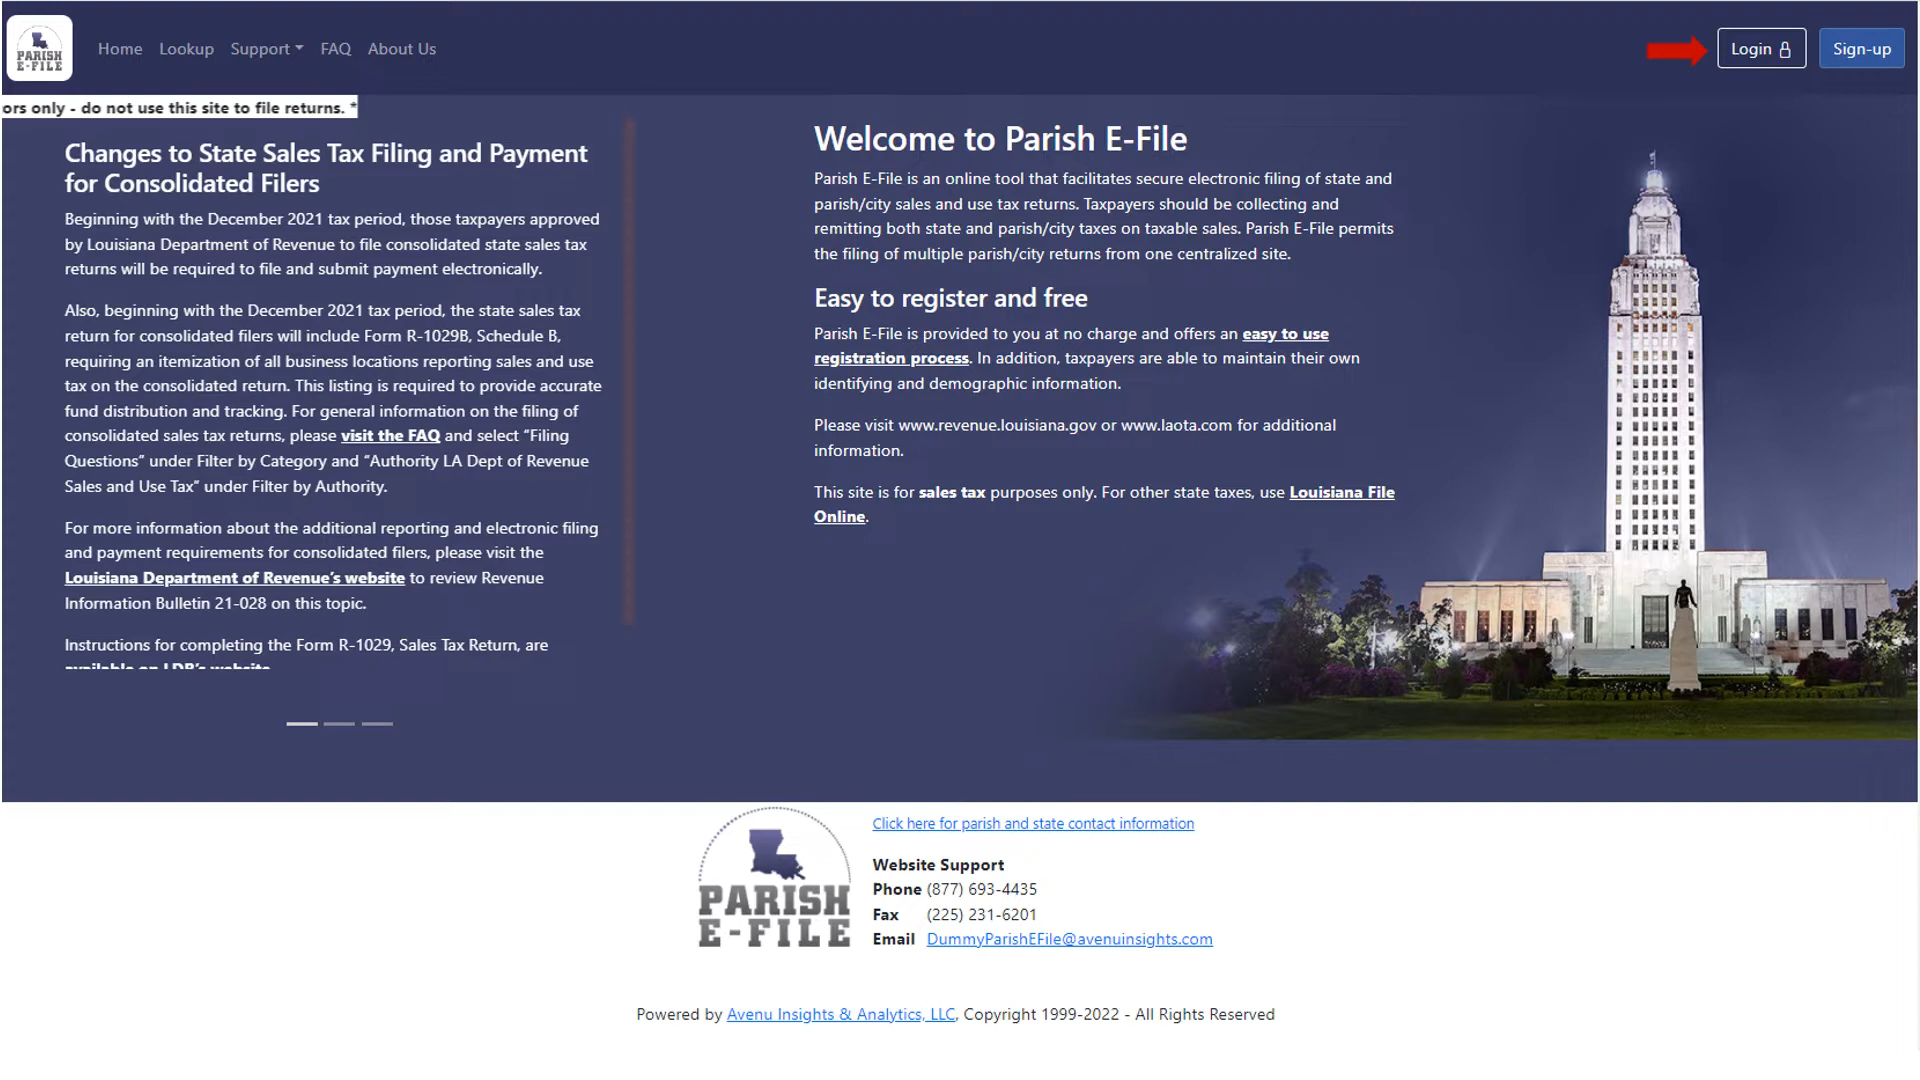 PARISH
E-FILE
Home
Lookup
Support
FAQ
About Us
Login
Sign-up
ors only - do not use this site to file returns. *
Changes to State Sales Tax Filing and Payment
for Consolidated Filers
Beginning with the December 2021 tax period, those taxpayers approved
by Louisiana Department of Revenue to file consolidated state sales tax
returns will be required to file and submit payment electronically.
Also, beginning with the December 2021 tax period, the state sales tax
return for consolidated filers will include Form R-1029B, Schedule B,
requiring an itemization of all business locations reporting sales and use
tax on the consolidated return. This listing is required to provide accurate
fund distribution and tracking. For general information on the filing of
consolidated sales tax returns, please visit the FAQ and select “Filing
Questions” under Filter by Category and “Authority LA Dept of Revenue
Sales and Use Tax” under Filter by Authority.
For more information about the additional reporting and electronic filing
and payment requirements for consolidated filers, please visit the
Louisiana Department of Revenue’s website to review Revenue
Information Bulletin 21-028 on this topic.
Instructions for completing the Form R-1029, Sales Tax Return, are
available on LDR’s website
Welcome to Parish E-File
Parish E-File is an online tool that facilitates secure electronic filing of state and
parish/city sales and use tax returns. Taxpayers should be collecting and
remitting both state and parish/city taxes on taxable sales. Parish E-File permits
the filing of multiple parish/city returns from one centralized site.
Easy to register and free
Parish E-File is provided to you at no charge and offers an easy to use
registration process. In addition, taxpayers are able to maintain their own
identifying and demographic information.
Please visit www.revenue.louisiana.gov or www.laota.com for additional
information.
This site is for sales tax purposes only. For other state taxes, use Louisiana File
Online.
PARISH
E-FILE
Click here for parish and state contact information
Website Support
Phone (877) 693-4435
Fax (225) 231-6201
Email DummyParishEFile@avenuinsights.com
Powered by Avenu Insights & Analytics, LLC, Copyright 1999-2022 - All Rights Reserved